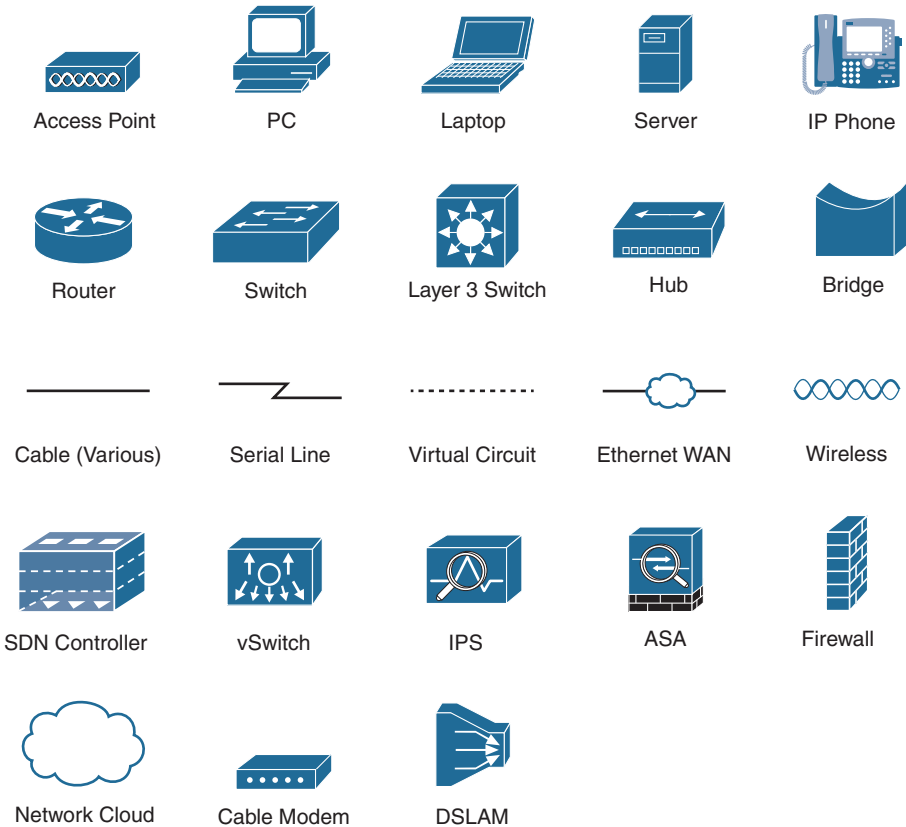 Access Point
PC
Laptop
Server
IP Phone
Router
Switch
Layer 3 Switch
Hub
Bridge
Cable (Various)
Serial Line
Virtual Circuit
Ethernet WAN
Wireless
SDN Controller
vSwitch
IPS
ASA
Firewall
Network Cloud
Cable Modem
DSLAM